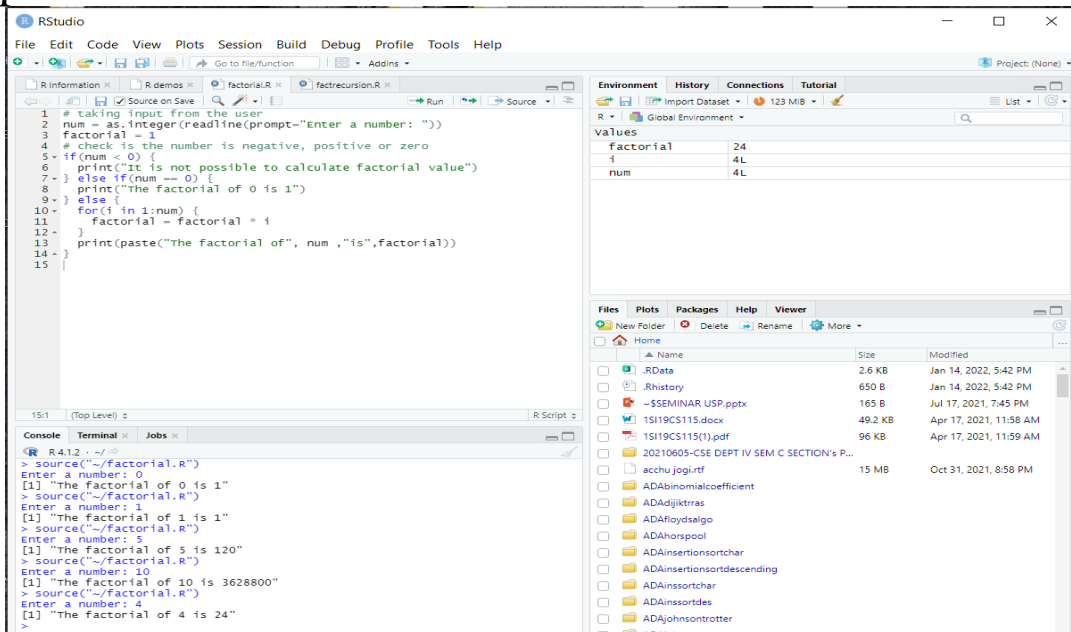 RStudio
File Edit Code View Plots Session Build Debug Profile Tools Help
Go to file/function Addins Project: (None)
R Information × R demos × factorial.R × factrecursion.R ×
Source on Save Run Source
1 # taking input from the user
2 num = as.integer(readline(prompt="Enter a number: "))
3 factorial = 1
4 # check is the number is negative, positive or zero
5 if(num < 0) {
6 print("It is not possible to calculate factorial value")
7 } else if(num == 0) {
8 print("The factorial of 0 is 1")
9 } else {
10 for(i in 1:num) {
11 factorial = factorial * i
12 }
13 print(paste("The factorial of", num ,"is",factorial))
14 }
15
15:1 (Top Level) R Script
Console Terminal × Jobs ×
R 4.1.2 · ~/
> source("~/factorial.R")
Enter a number: 0
[1] "The factorial of 0 is 1"
> source("~/factorial.R")
Enter a number: 1
[1] "The factorial of 1 is 1"
> source("~/factorial.R")
Enter a number: 5
[1] "The factorial of 5 is 120"
> source("~/factorial.R")
Enter a number: 10
[1] "The factorial of 10 is 3628800"
> source("~/factorial.R")
Enter a number: 4
[1] "The factorial of 4 is 24"
>
Environment History Connections Tutorial
Import Dataset 123 MiB List
R Global Environment
Values
factorial 24
i 4L
num 4L
Files Plots Packages Help Viewer
New Folder Delete Rename More
Home
Name Size Modified
.RData 2.6 KB Jan 14, 2022, 5:42 PM
.Rhistory 650 B Jan 14, 2022, 5:42 PM
~$SEMINAR USP.pptx 165 B Jul 17, 2021, 7:45 PM
1SI19CS115.docx 49.2 KB Apr 17, 2021, 11:58 AM
1SI19CS115(1).pdf 96 KB Apr 17, 2021, 11:59 AM
20210605-CSE DEPT IV SEM C SECTION's P...
acchu jogi.rtf 15 MB Oct 31, 2021, 8:58 PM
ADAbinomialcoefficient
ADAdijiktrras
ADAfloydsalgo
ADAhorspool
ADAinsertionsortchar
ADAinsertionsortdescending
ADAinssortchar
ADAinssortdes
ADAjohnsontrotter